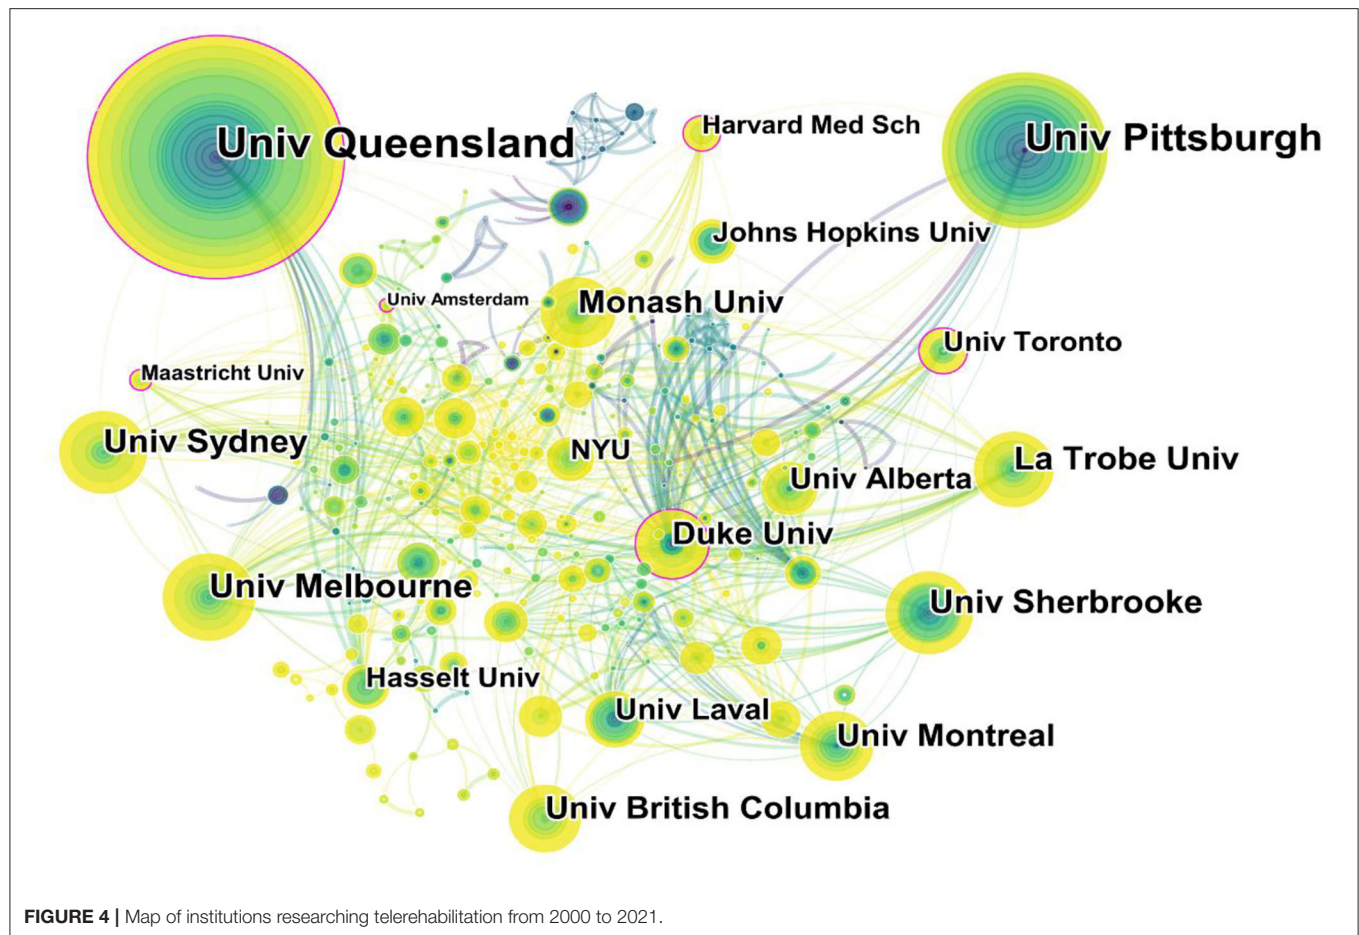 Univ Queensland
Harvard Med Sch
Univ Pittsburgh
Johns Hopkins Univ
Univ Amsterdam
Monash Univ
Univ Toronto
Maastricht Univ
Univ Sydney
NYU
La Trobe Univ
Univ Alberta
Duke Univ
Univ Melbourne
Univ Sherbrooke
Hasselt Univ
Univ Laval
Univ Montreal
Univ British Columbia
FIGURE 4 | Map of institutions researching telerehabilitation from 2000 to 2021.